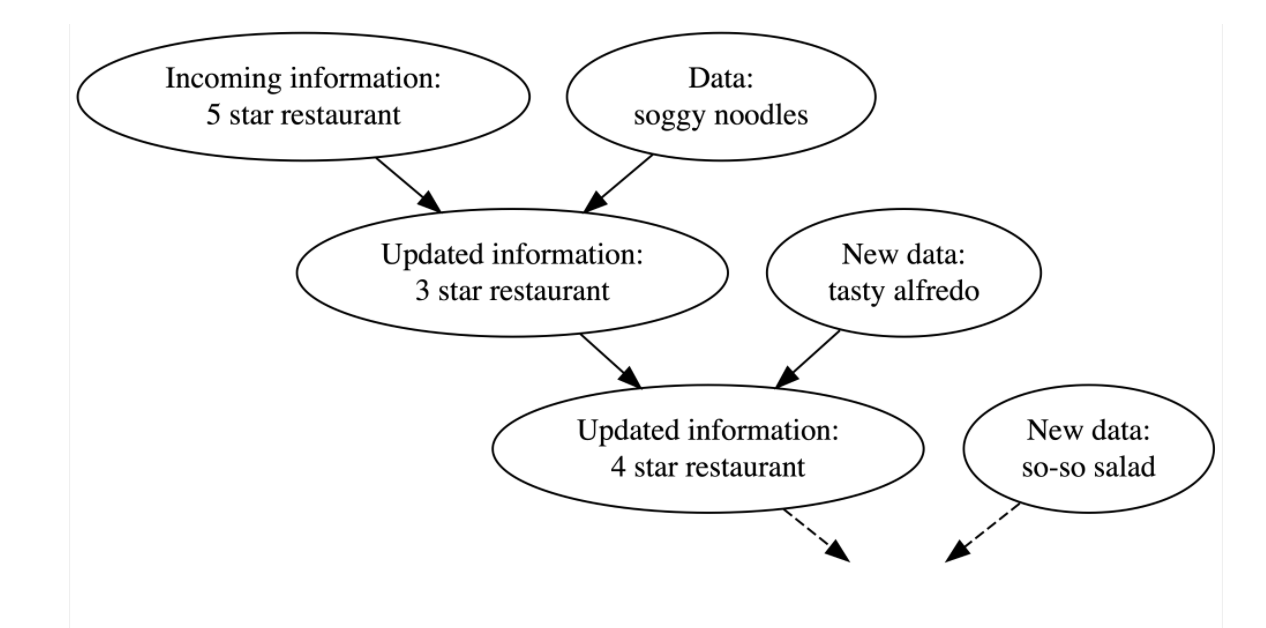 Incoming information:
5 star restaurant
Data:
soggy noodles
Updated information:
3 star restaurant
New data:
tasty alfredo
Updated information:
4 star restaurant
New data:
so-so salad